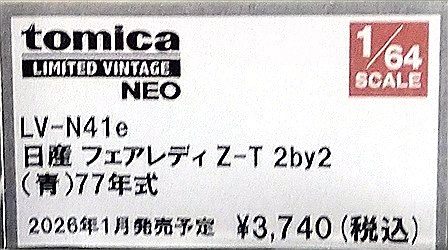 tomica
LIMITED VINTAGE
NEO
1/64
SCALE
LV-N41e
日産 フェアレディZ-T 2by2
(青)77年式
2026年1月発売予定 ¥3,740(税込)